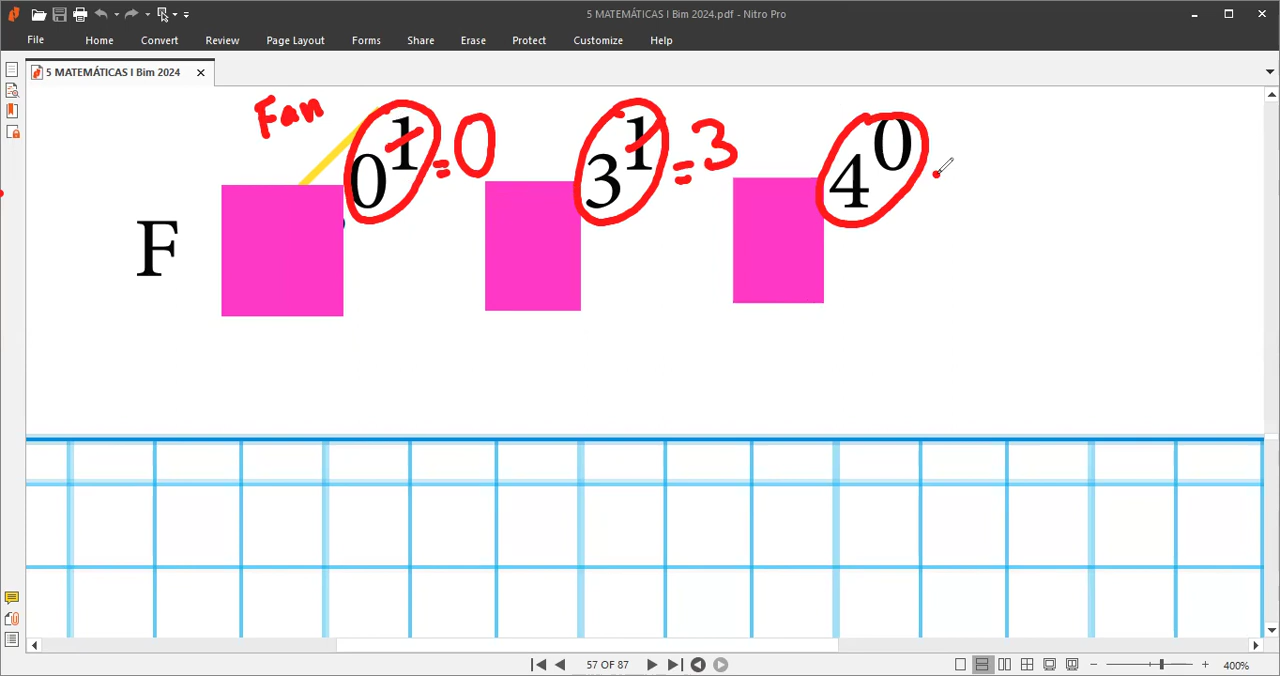 5 MATEMÁTICAS I Bim 2024.pdf - Nitro Pro
File Home Convert Review Page Layout Forms Share Erase Protect Customize Help
5 MATEMÁTICAS I Bim 2024
Fan
0¹ = 0 3¹ = 3 4⁰
F
57 OF 87
400%